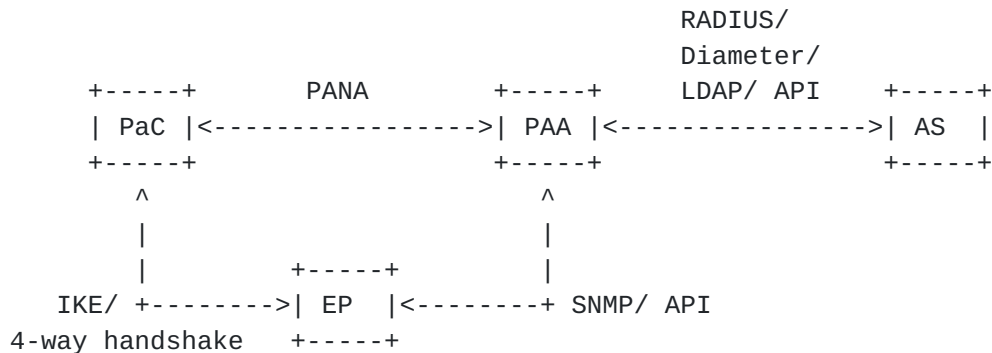 RADIUS/
Diameter/
+-----+ PANA +-----+ LDAP/ API +-----+
| PaC |<----------------->| PAA |<---------------->| AS |
+-----+ +-----+ +-----+
^ ^
| |
| +-----+ |
IKE/ +-------->| EP |<--------+ SNMP/ API
4-way handshake +-----+